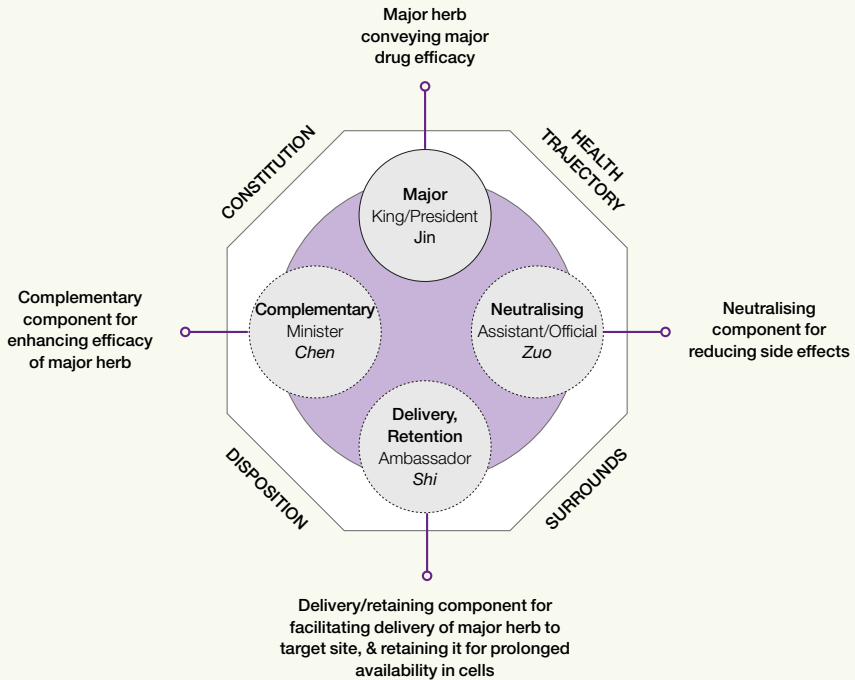 Major herb
conveying major
drug efficacy
CONSTITUTION
HEALTH
TRAJECTORY
Major
King/President
Jin
Complementary
component for
enhancing efficacy
of major herb
Complementary
Minister
Chen
Neutralising
Assistant/Official
Zuo
Neutralising
component for
reducing side effects
Delivery,
Retention
Ambassador
Shi
DISPOSITION
SURROUNDS
Delivery/retaining component for
facilitating delivery of major herb to
target site, & retaining it for prolonged
availability in cells